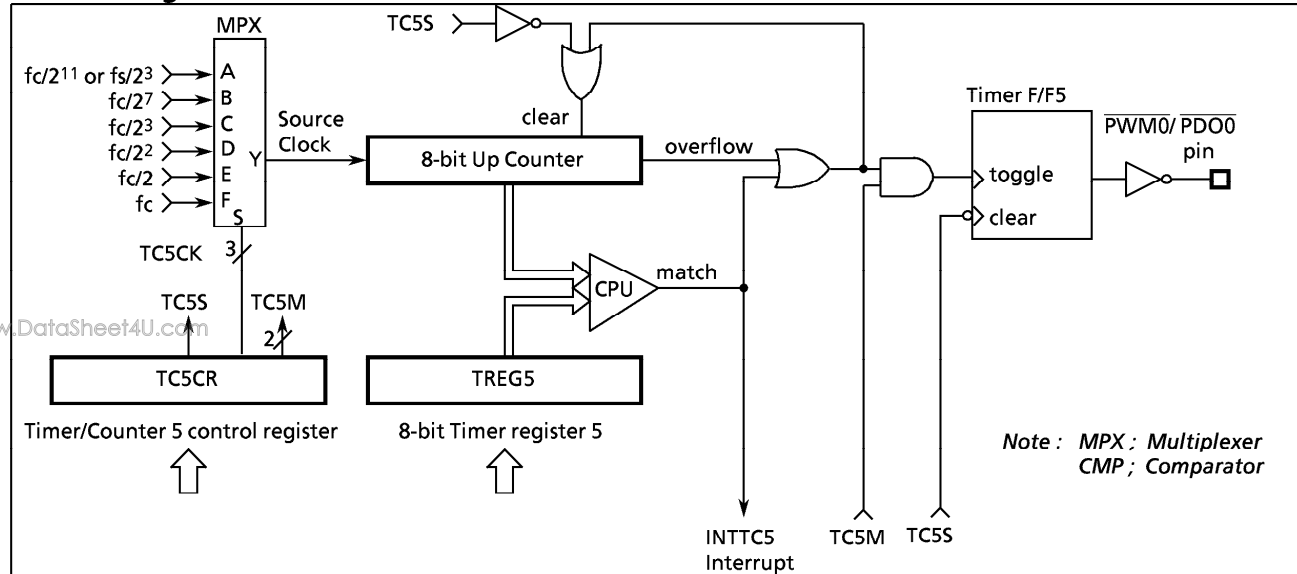 MPX
TC5S
fc/2¹¹ or fs/2³
A
fc/2⁷
B
fc/2³
C
fc/2²
D
fc/2
E
fc
F
Y
S
Source
Clock
clear
8-bit Up Counter
overflow
Timer F/F5
toggle
clear
PWM0/ PDO0
pin
TC5CK
3
CPU
match
TC5S
TC5M
2
w.DataSheet4U.com
TC5CR
TREG5
Timer/Counter 5 control register
8-bit Timer register 5
Note : MPX ; Multiplexer
CMP ; Comparator
INTTC5
Interrupt
TC5M
TC5S